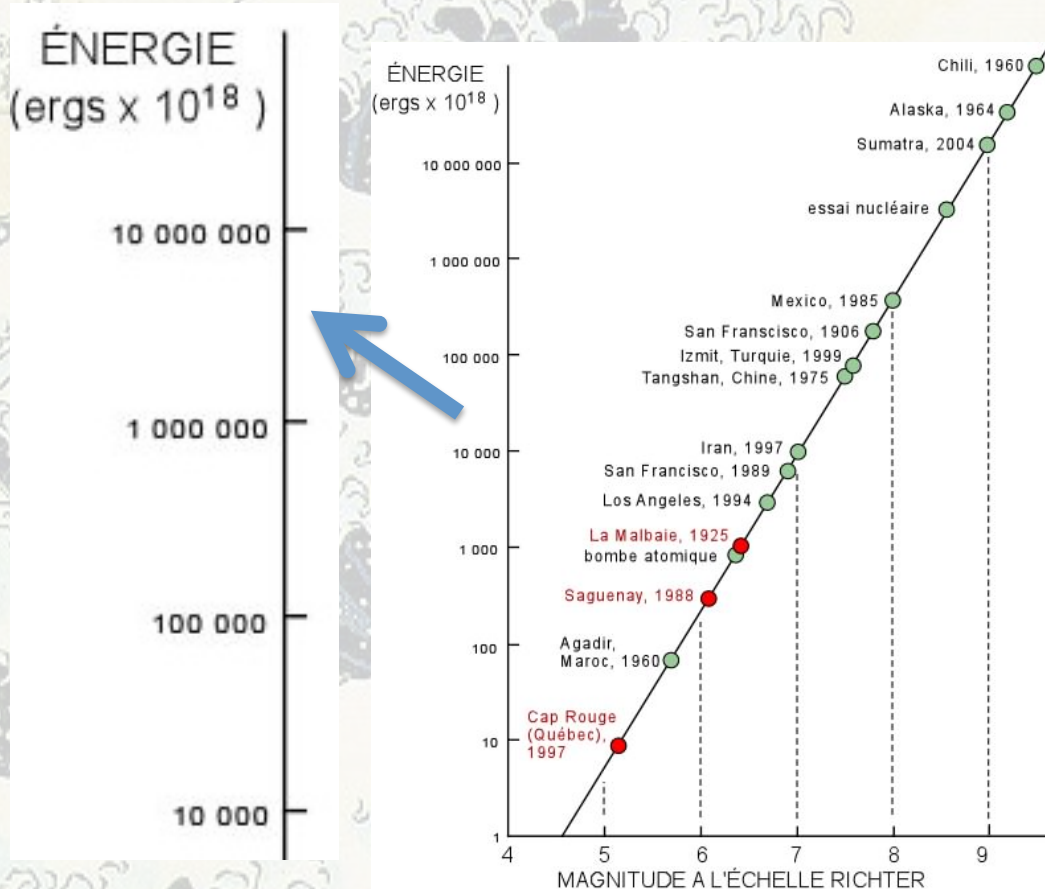 ÉNERGIE
(ergs x 10¹⁸ )
10 000 000
1 000 000
100 000
10 000
ÉNERGIE
(ergs x 10¹⁸ )
10 000 000
1 000 000
100 000
10 000
1 000
100
10
1
Chili, 1960
Alaska, 1964
Sumatra, 2004
essai nucléaire
Mexico, 1985
San Franscisco, 1906
Izmit, Turquie, 1999
Tangshan, Chine, 1975
Iran, 1997
San Francisco, 1989
Los Angeles, 1994
La Malbaie, 1925
bombe atomique
Saguenay, 1988
Agadir,
Maroc, 1960
Cap Rouge
(Québec),
1997
4 5 6 7 8 9
MAGNITUDE A L'ÉCHELLE RICHTER